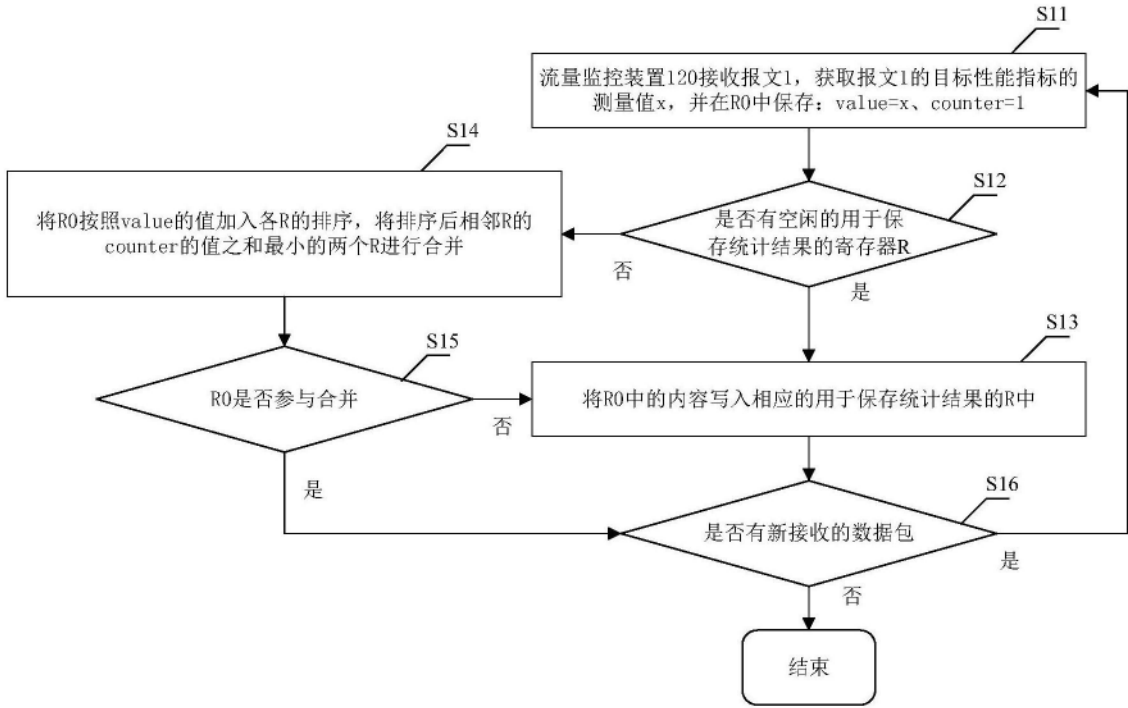 S11
流量监控装置120接收报文1，获取报文1的目标性能指标的
测量值x，并在R0中保存：value=x、counter=1
S14
将R0按照value的值加入各R的排序，将排序后相邻R的
counter的值之和最小的两个R进行合并
S12
是否有空闲的用于保
存统计结果的寄存器R
否
是
S15
R0是否参与合并
否
是
S13
将R0中的内容写入相应的用于保存统计结果的R中
S16
是否有新接收的数据包
是
否
结束